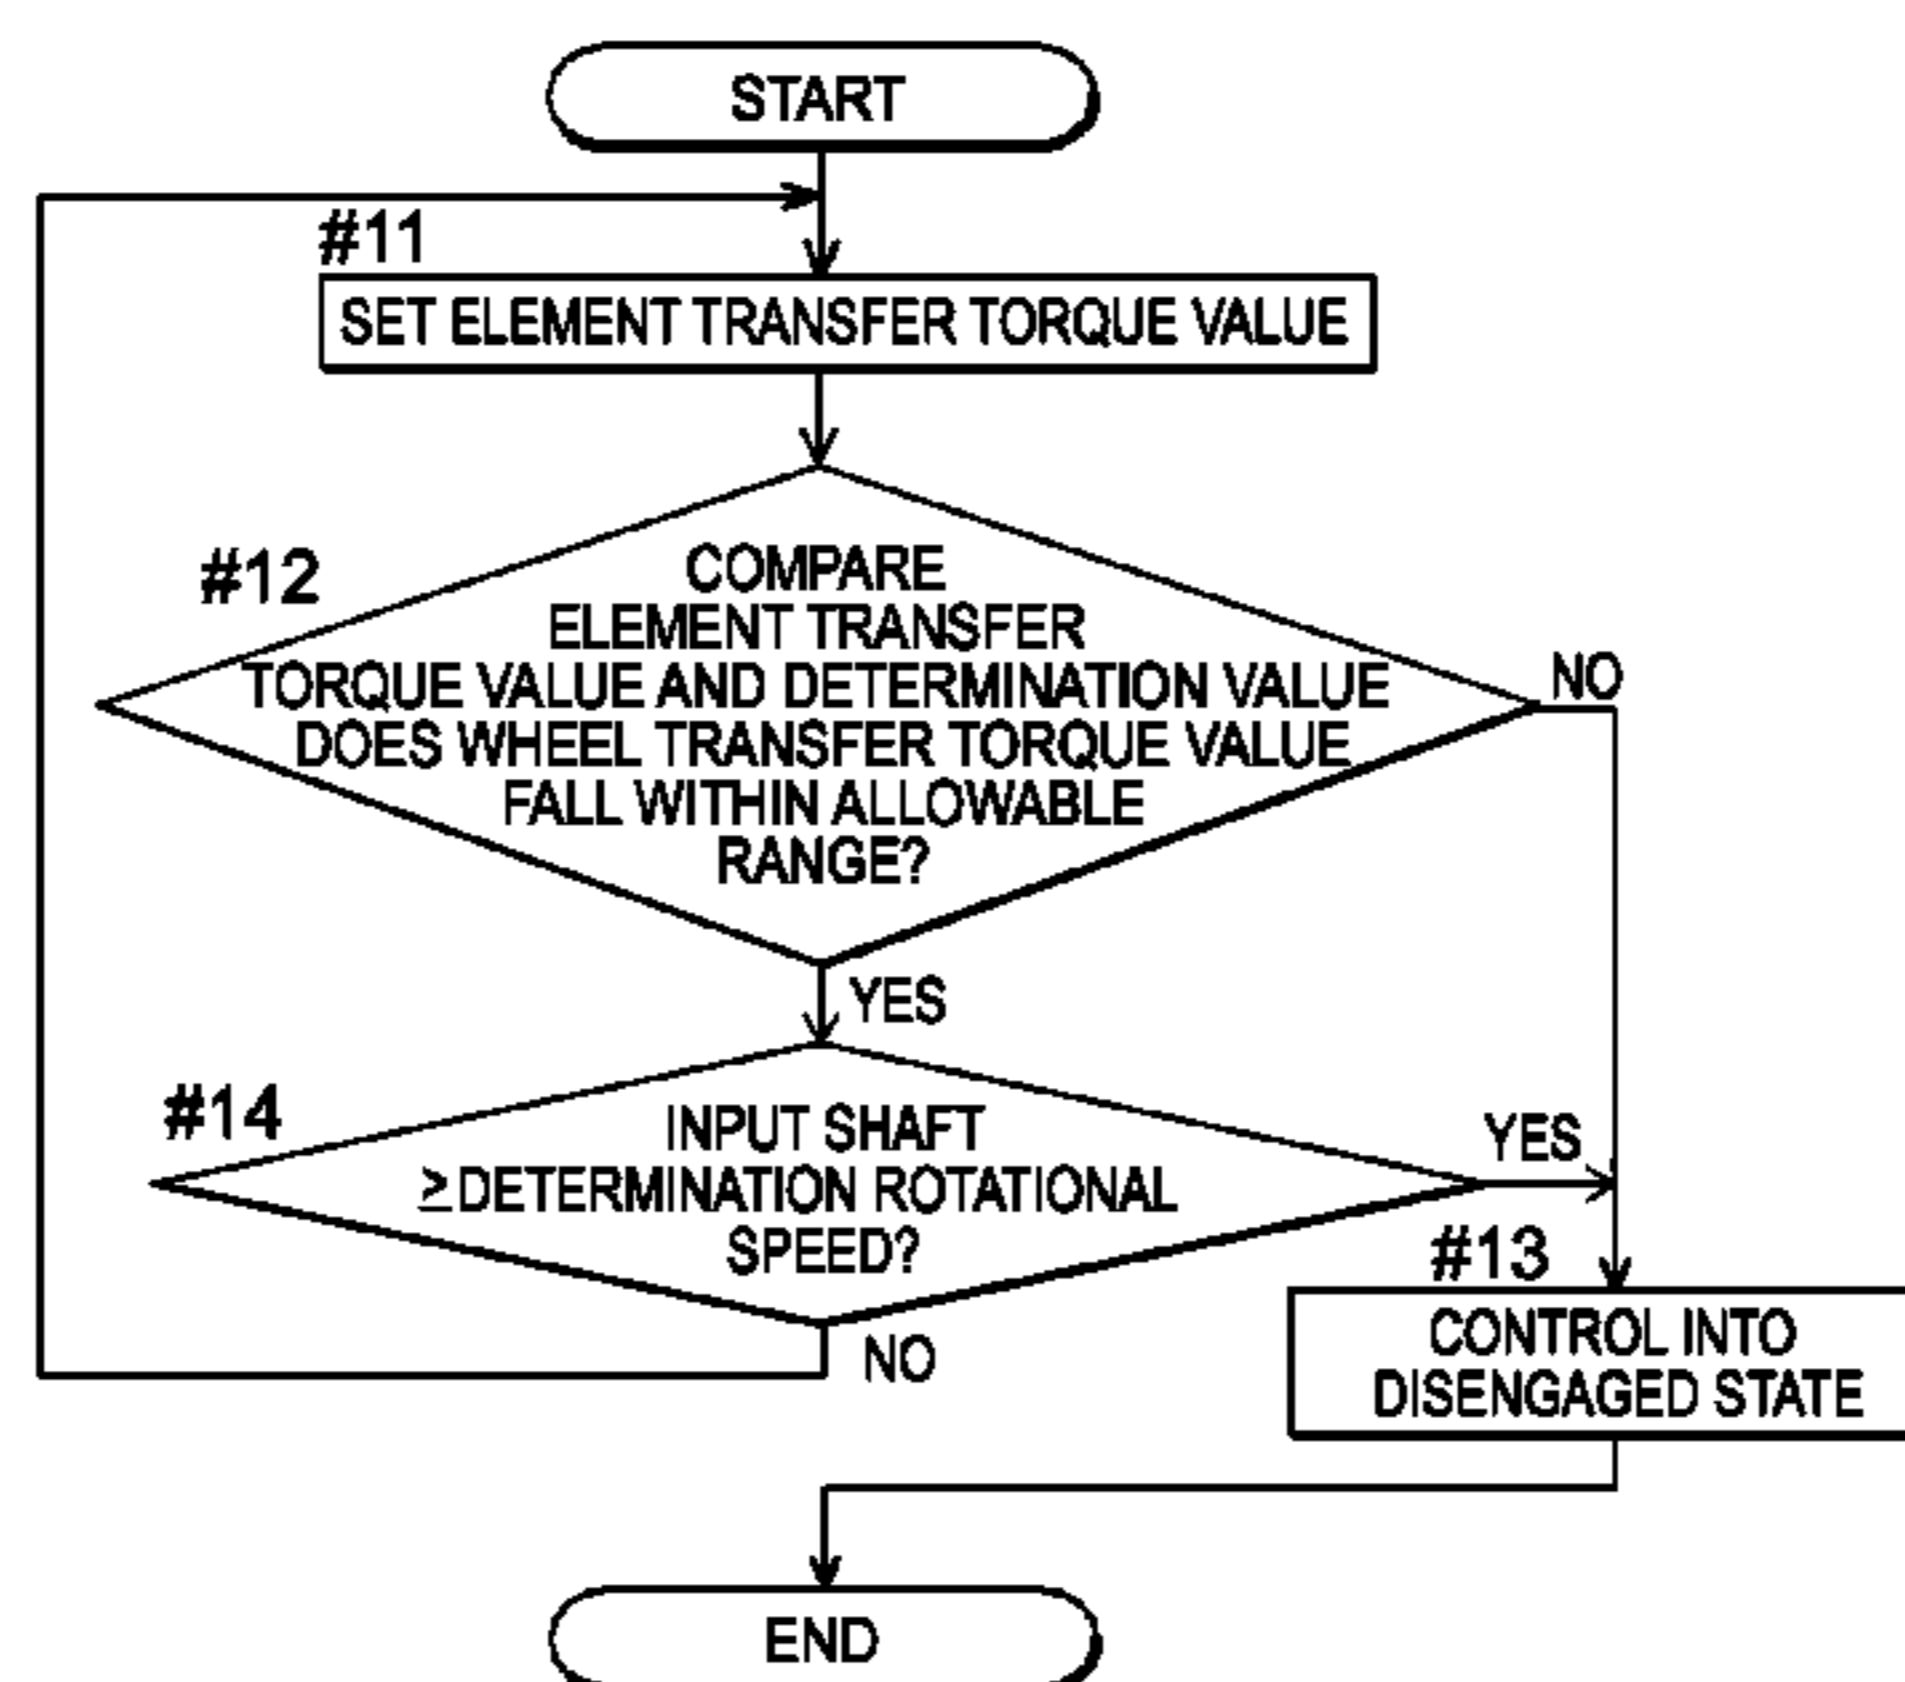 START
#11
SET ELEMENT TRANSFER TORQUE VALUE
#12
COMPARE
ELEMENT TRANSFER
TORQUE VALUE AND DETERMINATION VALUE
DOES WHEEL TRANSFER TORQUE VALUE
FALL WITHIN ALLOWABLE
RANGE?
NO
YES
#14
INPUT SHAFT
≥DETERMINATION ROTATIONAL
SPEED?
YES
NO
#13
CONTROL INTO
DISENGAGED STATE
END